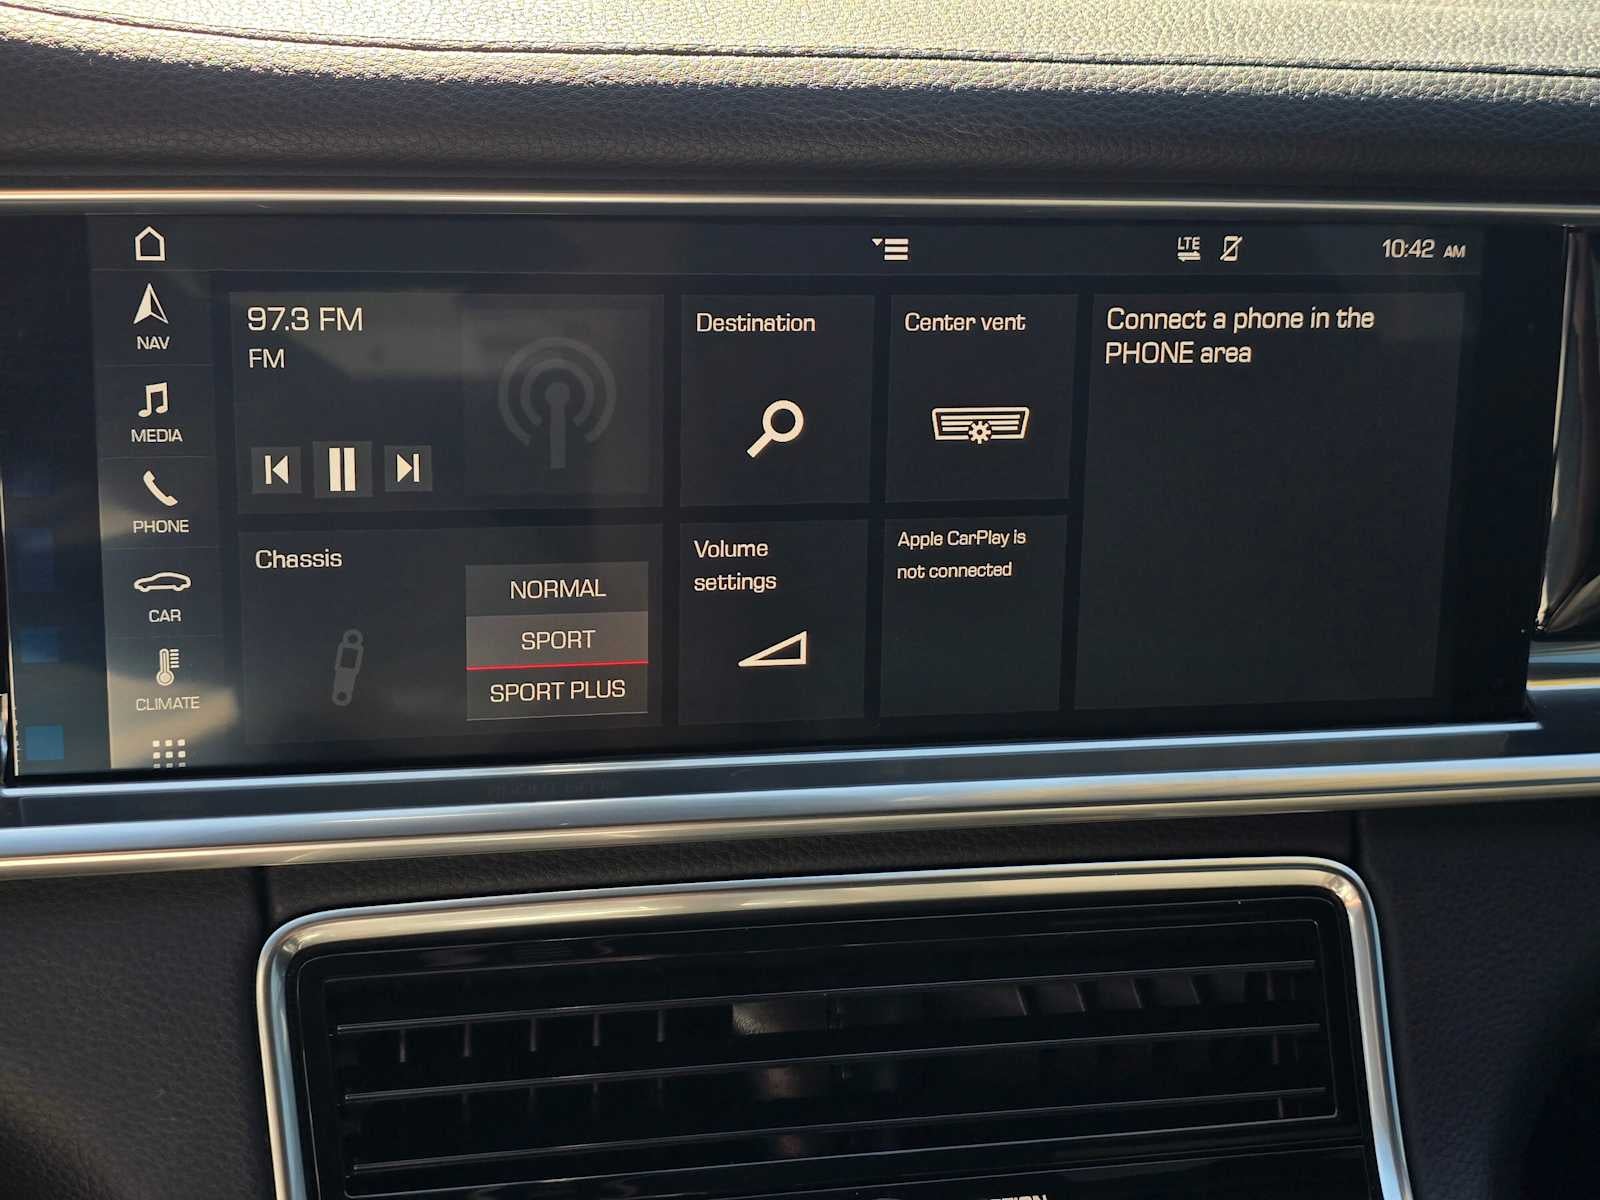 LTE
10:42 AM
NAV
MEDIA
PHONE
CAR
CLIMATE
97.3 FM
FM
Destination
Center vent
Connect a phone in the
PHONE area
Chassis
NORMAL
SPORT
SPORT PLUS
Volume
settings
Apple CarPlay is
not connected